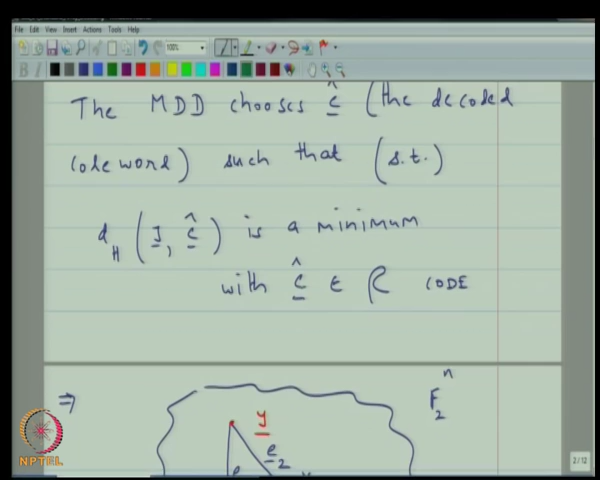 File Edit View Insert Actions Tools Help
100%
B I
The MDD chooses ĉ (the decoded
codeword) such that (s.t.)
d_H (y, ĉ) is a minimum
with ĉ ∈ C CODE
⇒ F_2^n
y
e_2
e
NPTEL
2/12